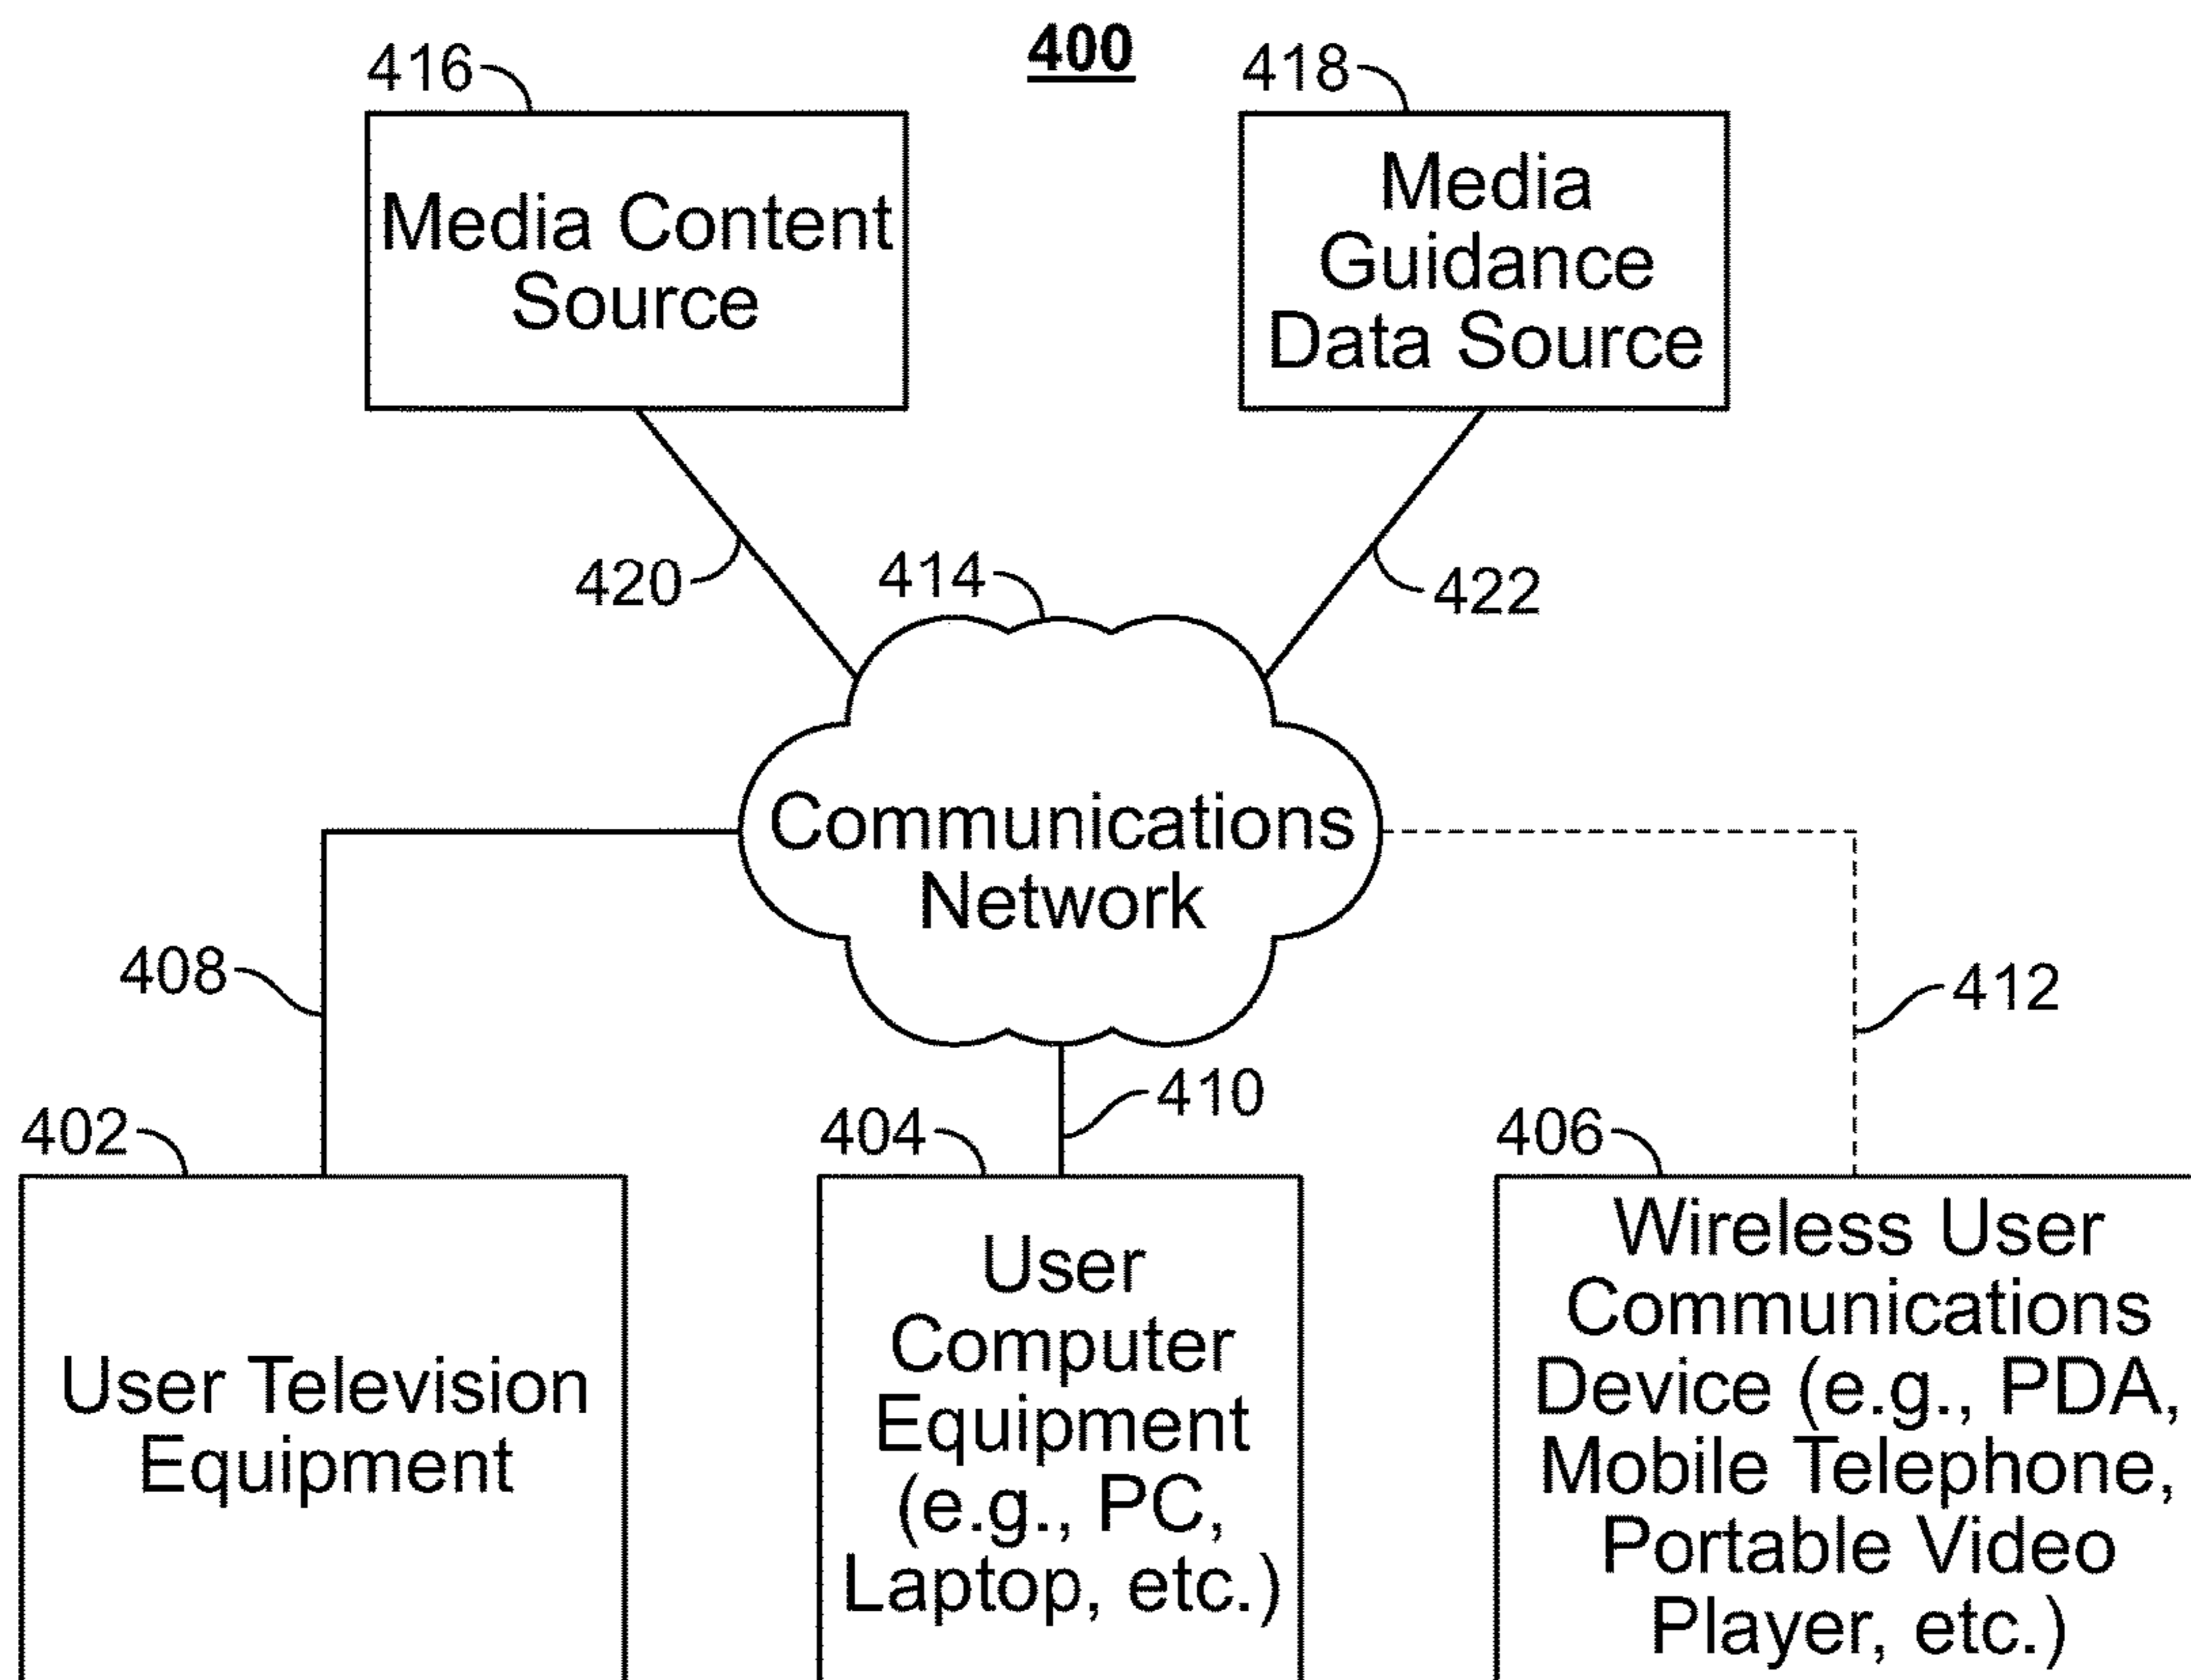 400
416
418
Media Content
Source
Media
Guidance
Data Source
420
414
422
Communications
Network
408
412
410
402
404
406
User Television
Equipment
User
Computer
Equipment
(e.g., PC,
Laptop, etc.)
Wireless User
Communications
Device (e.g., PDA,
Mobile Telephone,
Portable Video
Player, etc.)